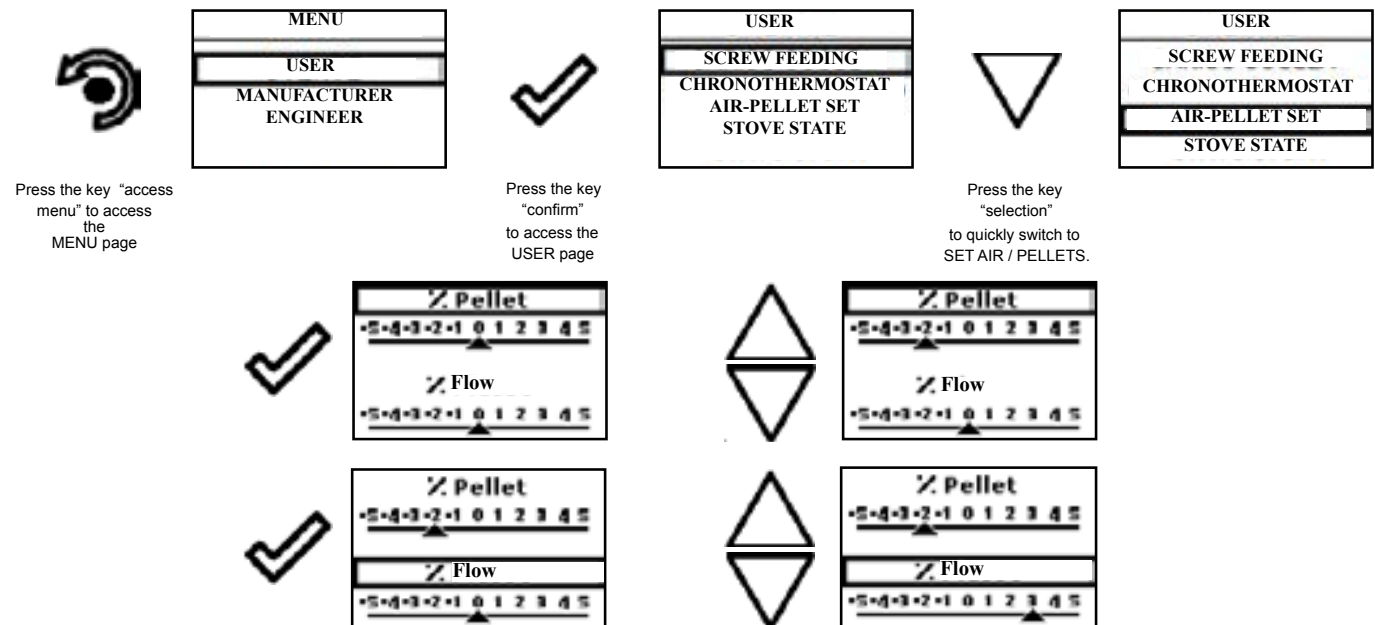 MENU
USER
MANUFACTURER
ENGINEER
USER
SCREW FEEDING
CHRONOTHERMOSTAT
AIR-PELLET SET
STOVE STATE
USER
SCREW FEEDING
CHRONOTHERMOSTAT
AIR-PELLET SET
STOVE STATE
Press the key "access
menu" to access
the
MENU page
Press the key
"confirm"
to access the
USER page
Press the key
"selection"
to quickly switch to
SET AIR / PELLETS.
% Pellet
-5-4-3-2-1 0 1 2 3 4 5
% Flow
-5-4-3-2-1 0 1 2 3 4 5
% Pellet
-5-4-3-2-1 0 1 2 3 4 5
% Flow
-5-4-3-2-1 0 1 2 3 4 5
% Pellet
-5-4-3-2-1 0 1 2 3 4 5
% Flow
-5-4-3-2-1 0 1 2 3 4 5
% Pellet
-5-4-3-2-1 0 1 2 3 4 5
% Flow
-5-4-3-2-1 0 1 2 3 4 5